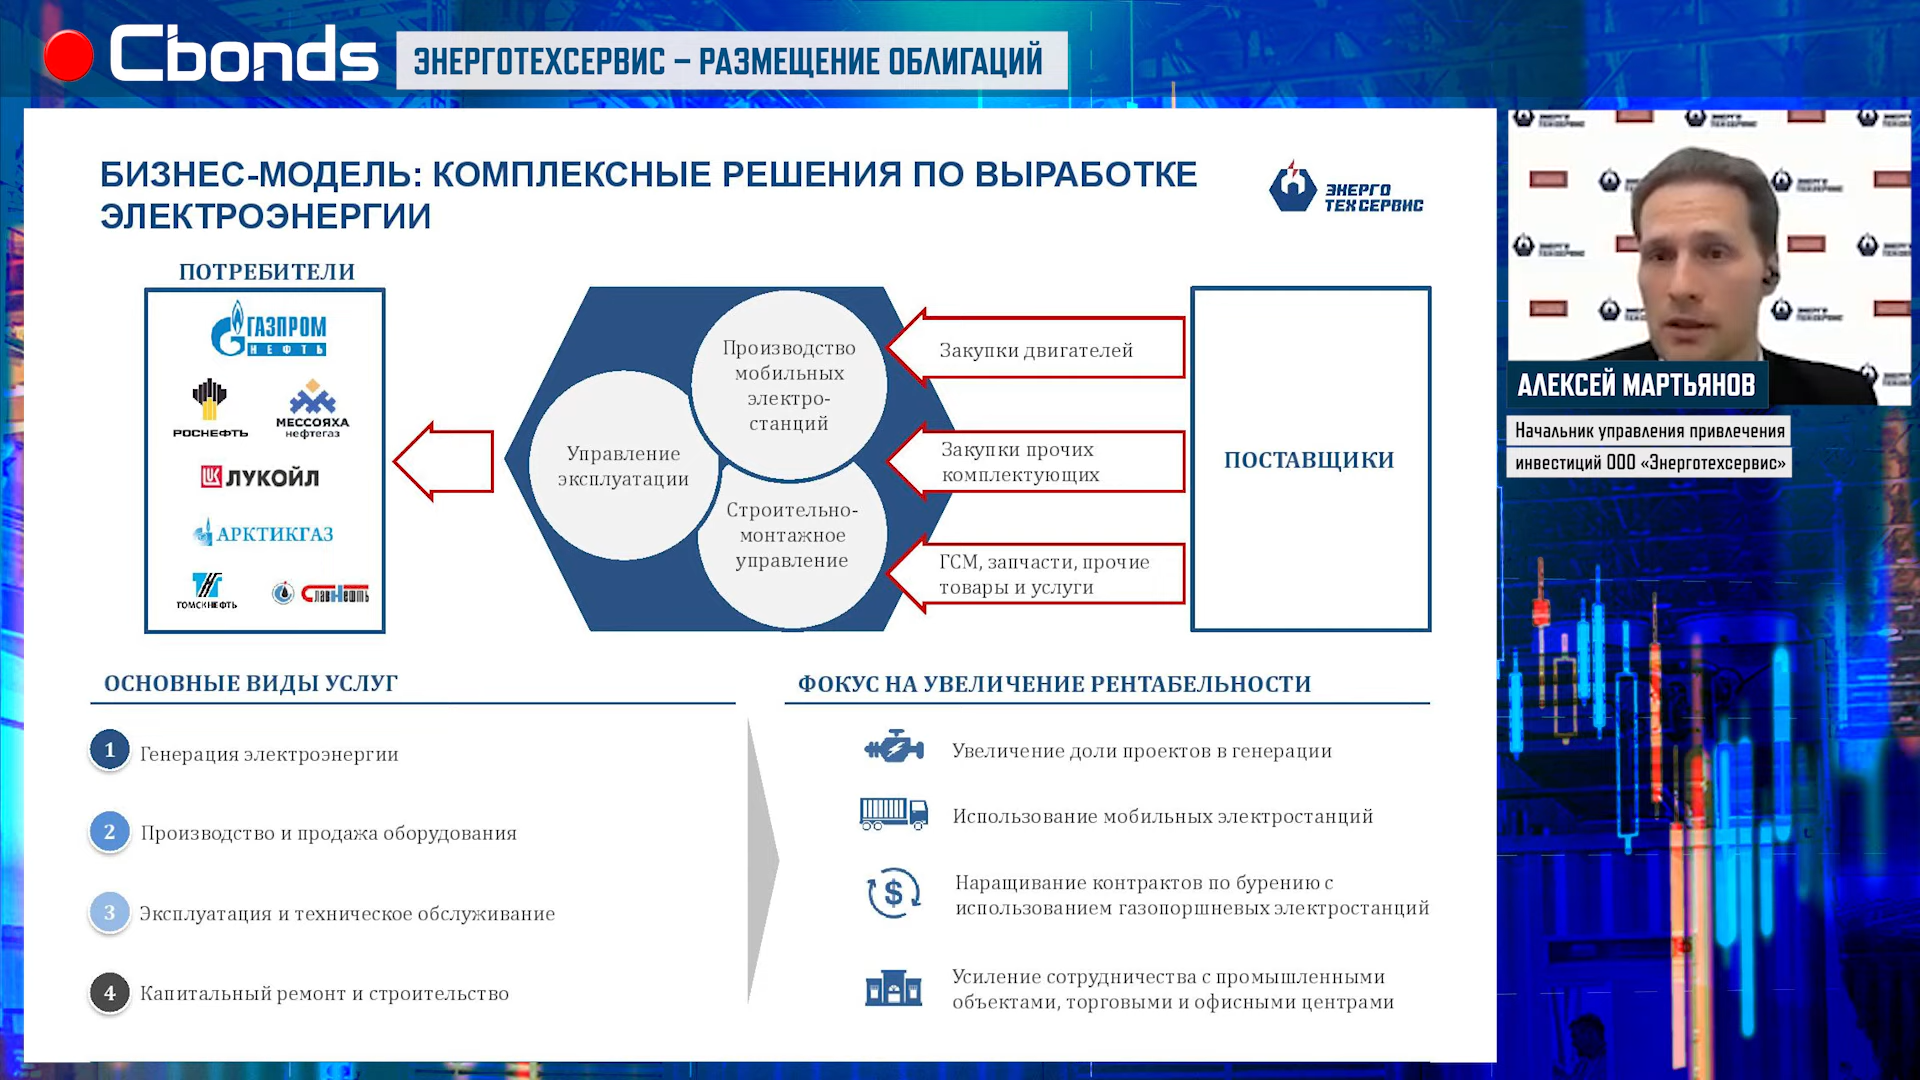 Cbonds
ЭНЕРГОТЕХСЕРВИС – РАЗМЕЩЕНИЕ ОБЛИГАЦИЙ
БИЗНЕС-МОДЕЛЬ: КОМПЛЕКСНЫЕ РЕШЕНИЯ ПО ВЫРАБОТКЕ
ЭЛЕКТРОЭНЕРГИИ
ЭНЕРГО
ТЕХСЕРВИС
ПОТРЕБИТЕЛИ
ГАЗПРОМ
НЕФТЬ
РОСНЕФТЬ
МЕССОЯХА
нефтегаз
ЛУКОЙЛ
АРКТИКГАЗ
ТОМСКНЕФТЬ
СлавНефть
Управление
эксплуатации
Производство
мобильных
электро-
станций
Строительно-
монтажное
управление
Закупки двигателей
Закупки прочих
комплектующих
ГСМ, запчасти, прочие
товары и услуги
ПОСТАВЩИКИ
ОСНОВНЫЕ ВИДЫ УСЛУГ
1 Генерация электроэнергии
2 Производство и продажа оборудования
3 Эксплуатация и техническое обслуживание
4 Капитальный ремонт и строительство
ФОКУС НА УВЕЛИЧЕНИЕ РЕНТАБЕЛЬНОСТИ
Увеличение доли проектов в генерации
Использование мобильных электростанций
Наращивание контрактов по бурению с
использованием газопоршневых электростанций
Усиление сотрудничества с промышленными
объектами, торговыми и офисными центрами
АЛЕКСЕЙ МАРТЬЯНОВ
Начальник управления привлечения
инвестиций ООО «Энерготехсервис»